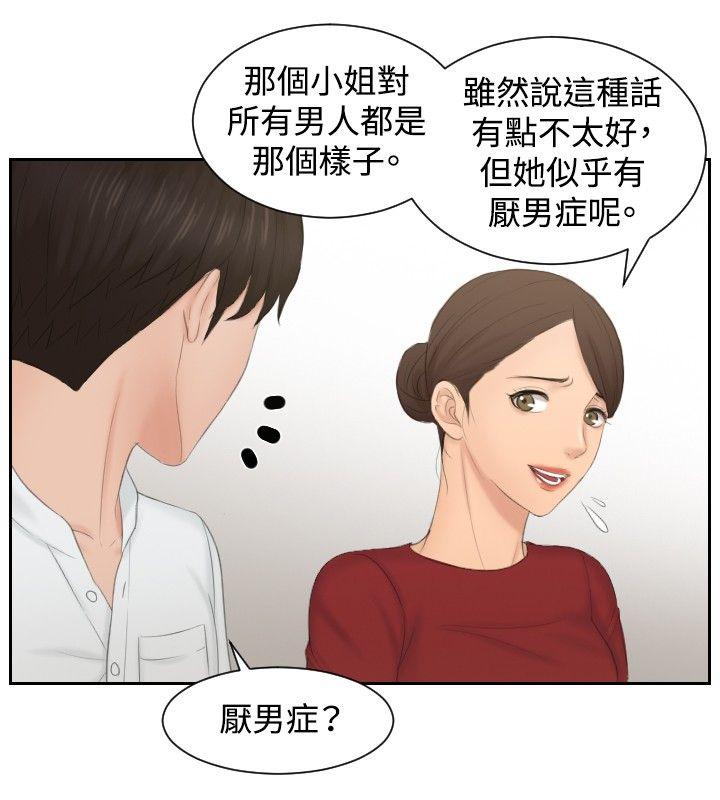 那個小姐對
所有男人都是
那個樣子。
雖然說這種話
有點不太好，
但她似乎有
厭男症呢。
厭男症？